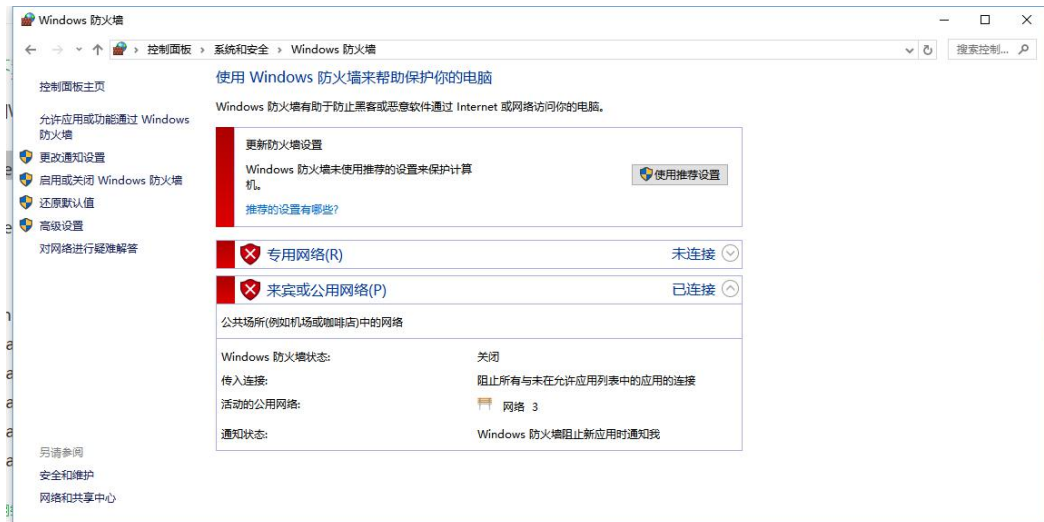 Windows 防火墙
控制面板 › 系统和安全 › Windows 防火墙
搜索控制...
控制面板主页
允许应用或功能通过 Windows
防火墙
更改通知设置
启用或关闭 Windows 防火墙
还原默认值
高级设置
对网络进行疑难解答
使用 Windows 防火墙来帮助保护你的电脑
Windows 防火墙有助于防止黑客或恶意软件通过 Internet 或网络访问你的电脑。
更新防火墙设置
Windows 防火墙未使用推荐的设置来保护计算
机。
使用推荐设置
推荐的设置有哪些?
专用网络(R) 未连接
来宾或公用网络(P) 已连接
公共场所(例如机场或咖啡店)中的网络
Windows 防火墙状态: 关闭
传入连接: 阻止所有与未在允许应用列表中的应用的连接
活动的公用网络: 网络 3
通知状态: Windows 防火墙阻止新应用时通知我
另请参阅
安全和维护
网络和共享中心